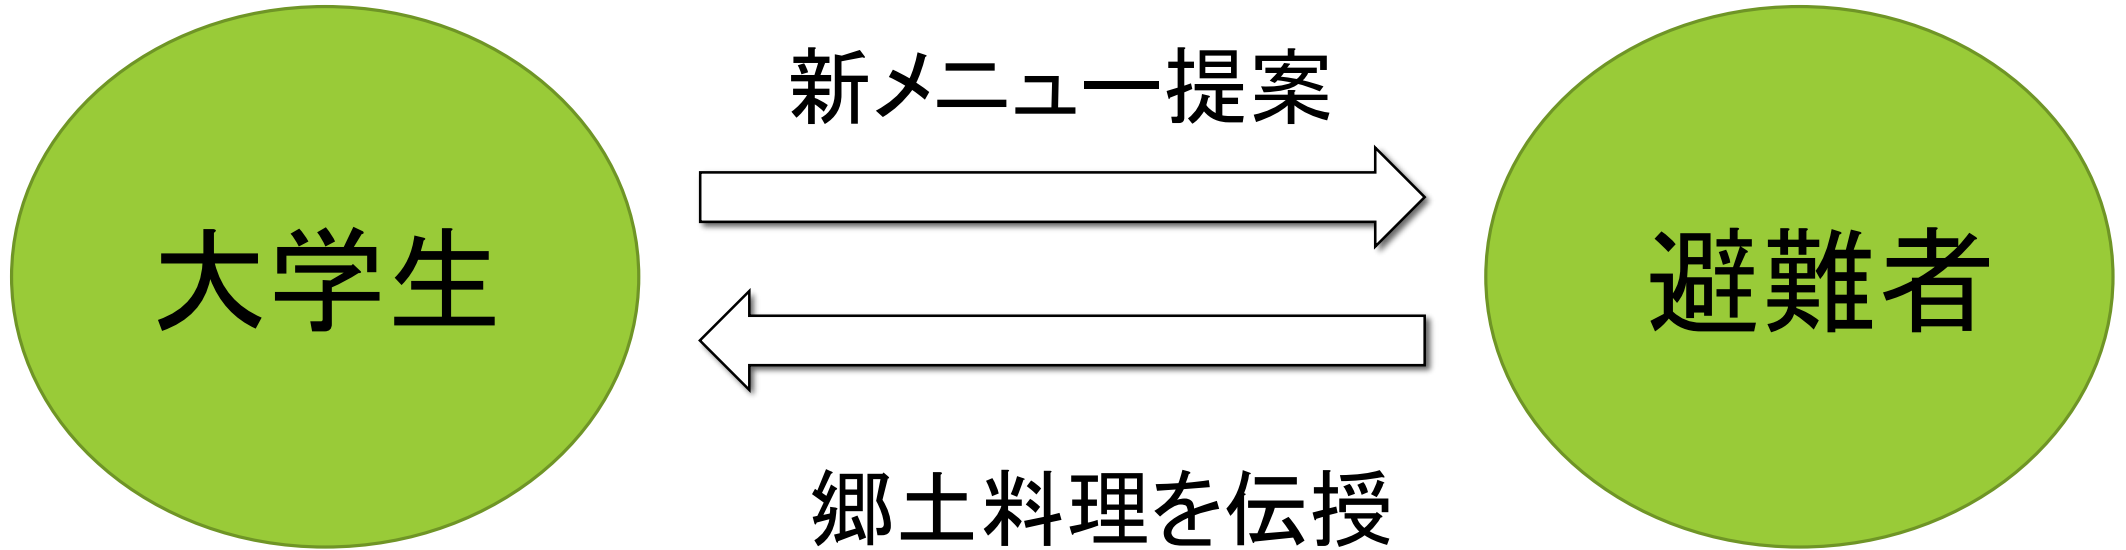 新メニュー提案
大学生
避難者
郷土料理を伝授